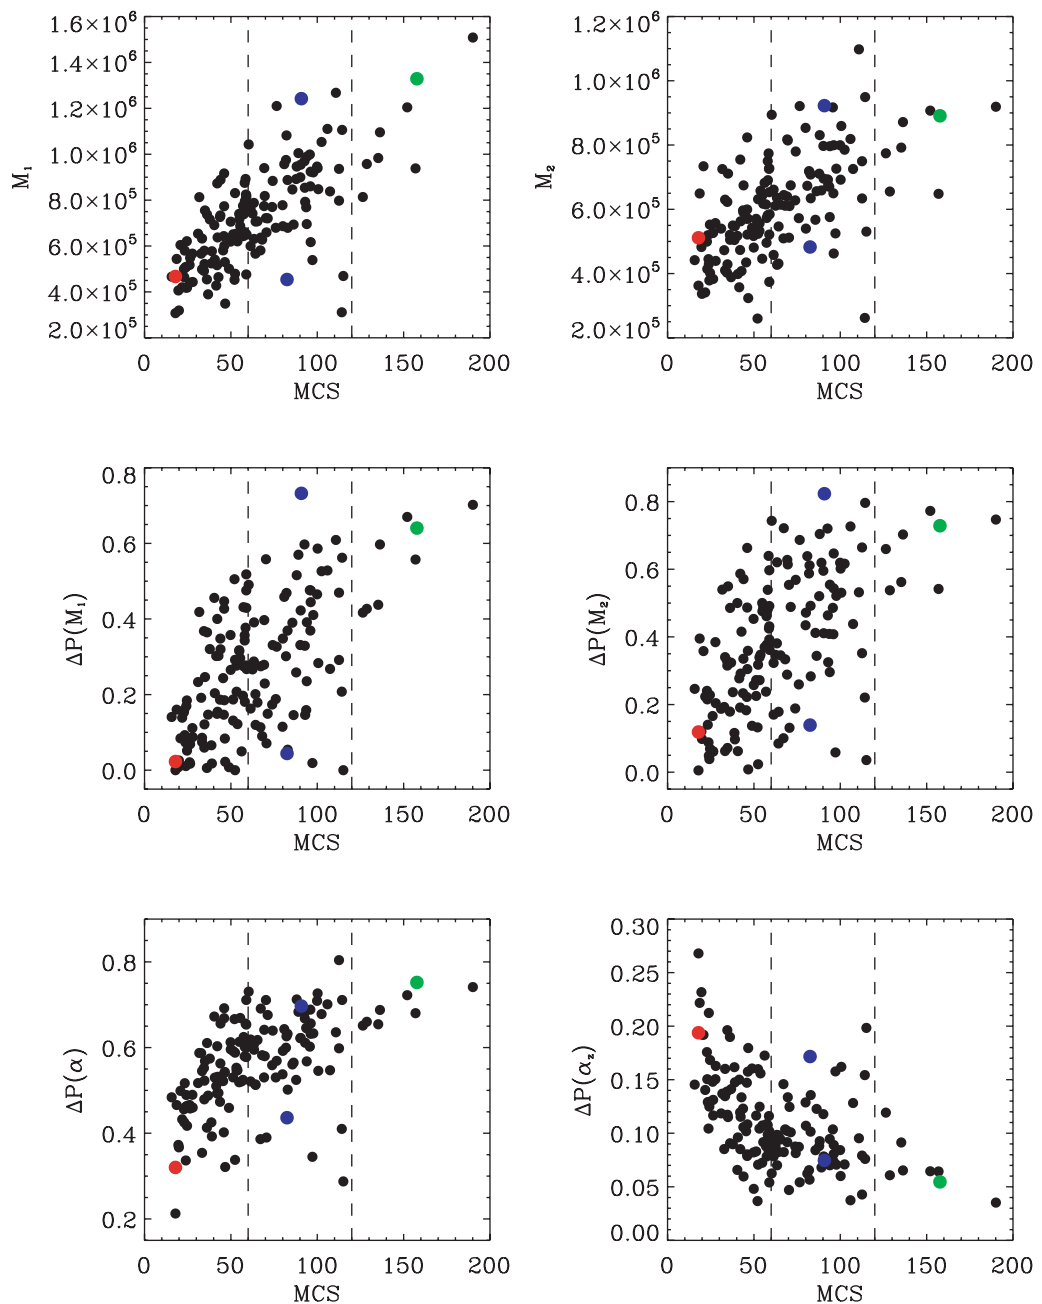 1.6×10⁶ 1.2×10⁶
1.4×10⁶
1.0×10⁶
1.2×10⁶
1.0×10⁶ 8.0×10⁵
M₁ M₂
8.0×10⁵ 6.0×10⁵
6.0×10⁵
4.0×10⁵
4.0×10⁵
2.0×10⁵ 2.0×10⁵
0 50 100 150 200 0 50 100 150 200
MCS MCS
0.8
0.8
0.6 0.6
ΔP(M₁) 0.4 ΔP(M₂) 0.4
0.2 0.2
0.0 0.0
0 50 100 150 200 0 50 100 150 200
MCS MCS
0.30
0.8 0.25
0.20
0.6
ΔP(α) ΔP(α₂) 0.15
0.4 0.10
0.05
0.2 0.00
0 50 100 150 200 0 50 100 150 200
MCS MCS